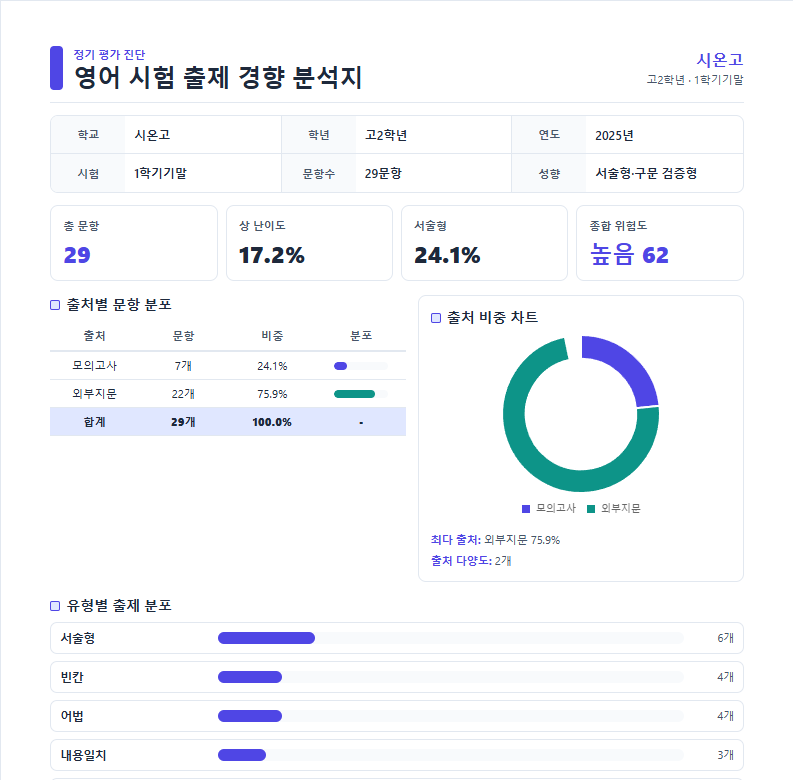 정기 평가 진단
영어 시험 출제 경향 분석지
시온고
고2학년 · 1학기기말
학교 시온고 학년 고2학년 연도 2025년
시험 1학기기말 문항수 29문항 성향 서술형·구문 검증형
총 문항 상 난이도 서술형 종합 위험도
29 17.2% 24.1% 높음 62
출처별 문항 분포
출처 문항 비중 분포
모의고사 7개 24.1%
외부지문 22개 75.9%
합계 29개 100.0% -
출처 비중 차트
모의고사 외부지문
최다 출처: 외부지문 75.9%
출처 다양도: 2개
유형별 출제 분포
서술형 6개
빈칸 4개
어법 4개
내용일치 3개